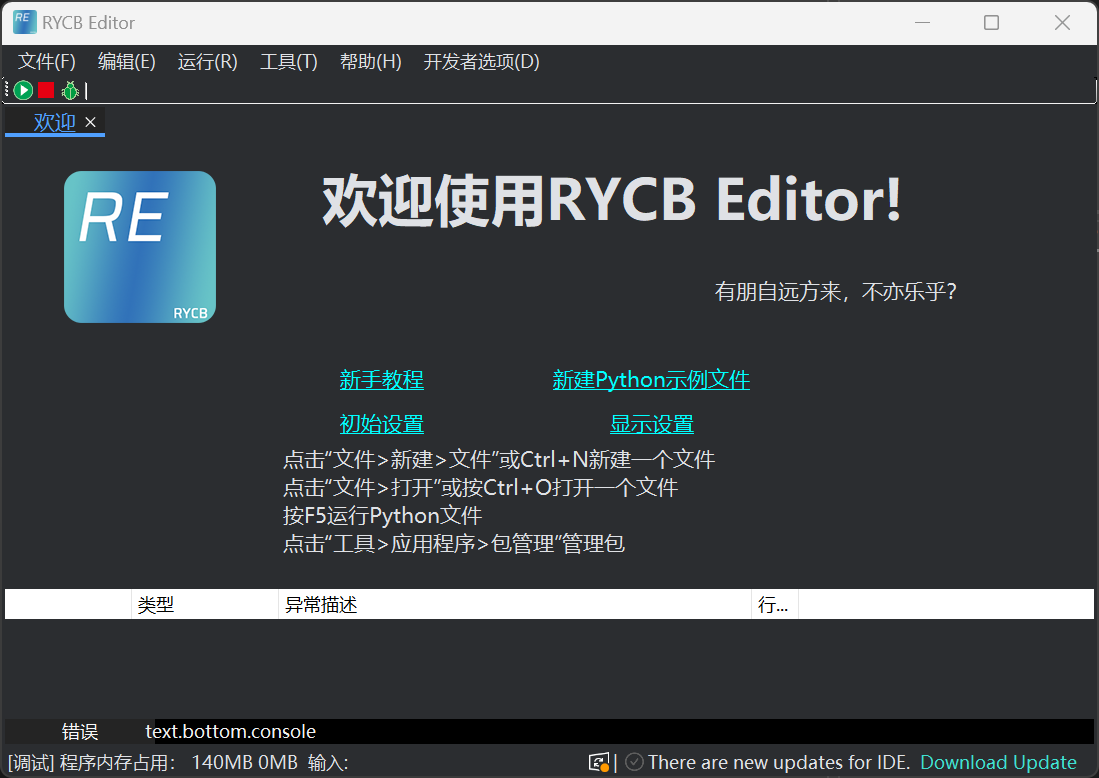 RE RYCB Editor
文件(F) 编辑(E) 运行(R) 工具(T) 帮助(H) 开发者选项(D)
欢迎
RE
RYCB
欢迎使用RYCB Editor!
有朋自远方来，不亦乐乎?
新手教程 新建Python示例文件
初始设置 显示设置
点击“文件>新建>文件”或Ctrl+N新建一个文件
点击“文件>打开”或按Ctrl+O打开一个文件
按F5运行Python文件
点击“工具>应用程序>包管理”管理包
类型 异常描述 行...
错误 text.bottom.console
[调试] 程序内存占用： 140MB 0MB 输入: There are new updates for IDE. Download Update